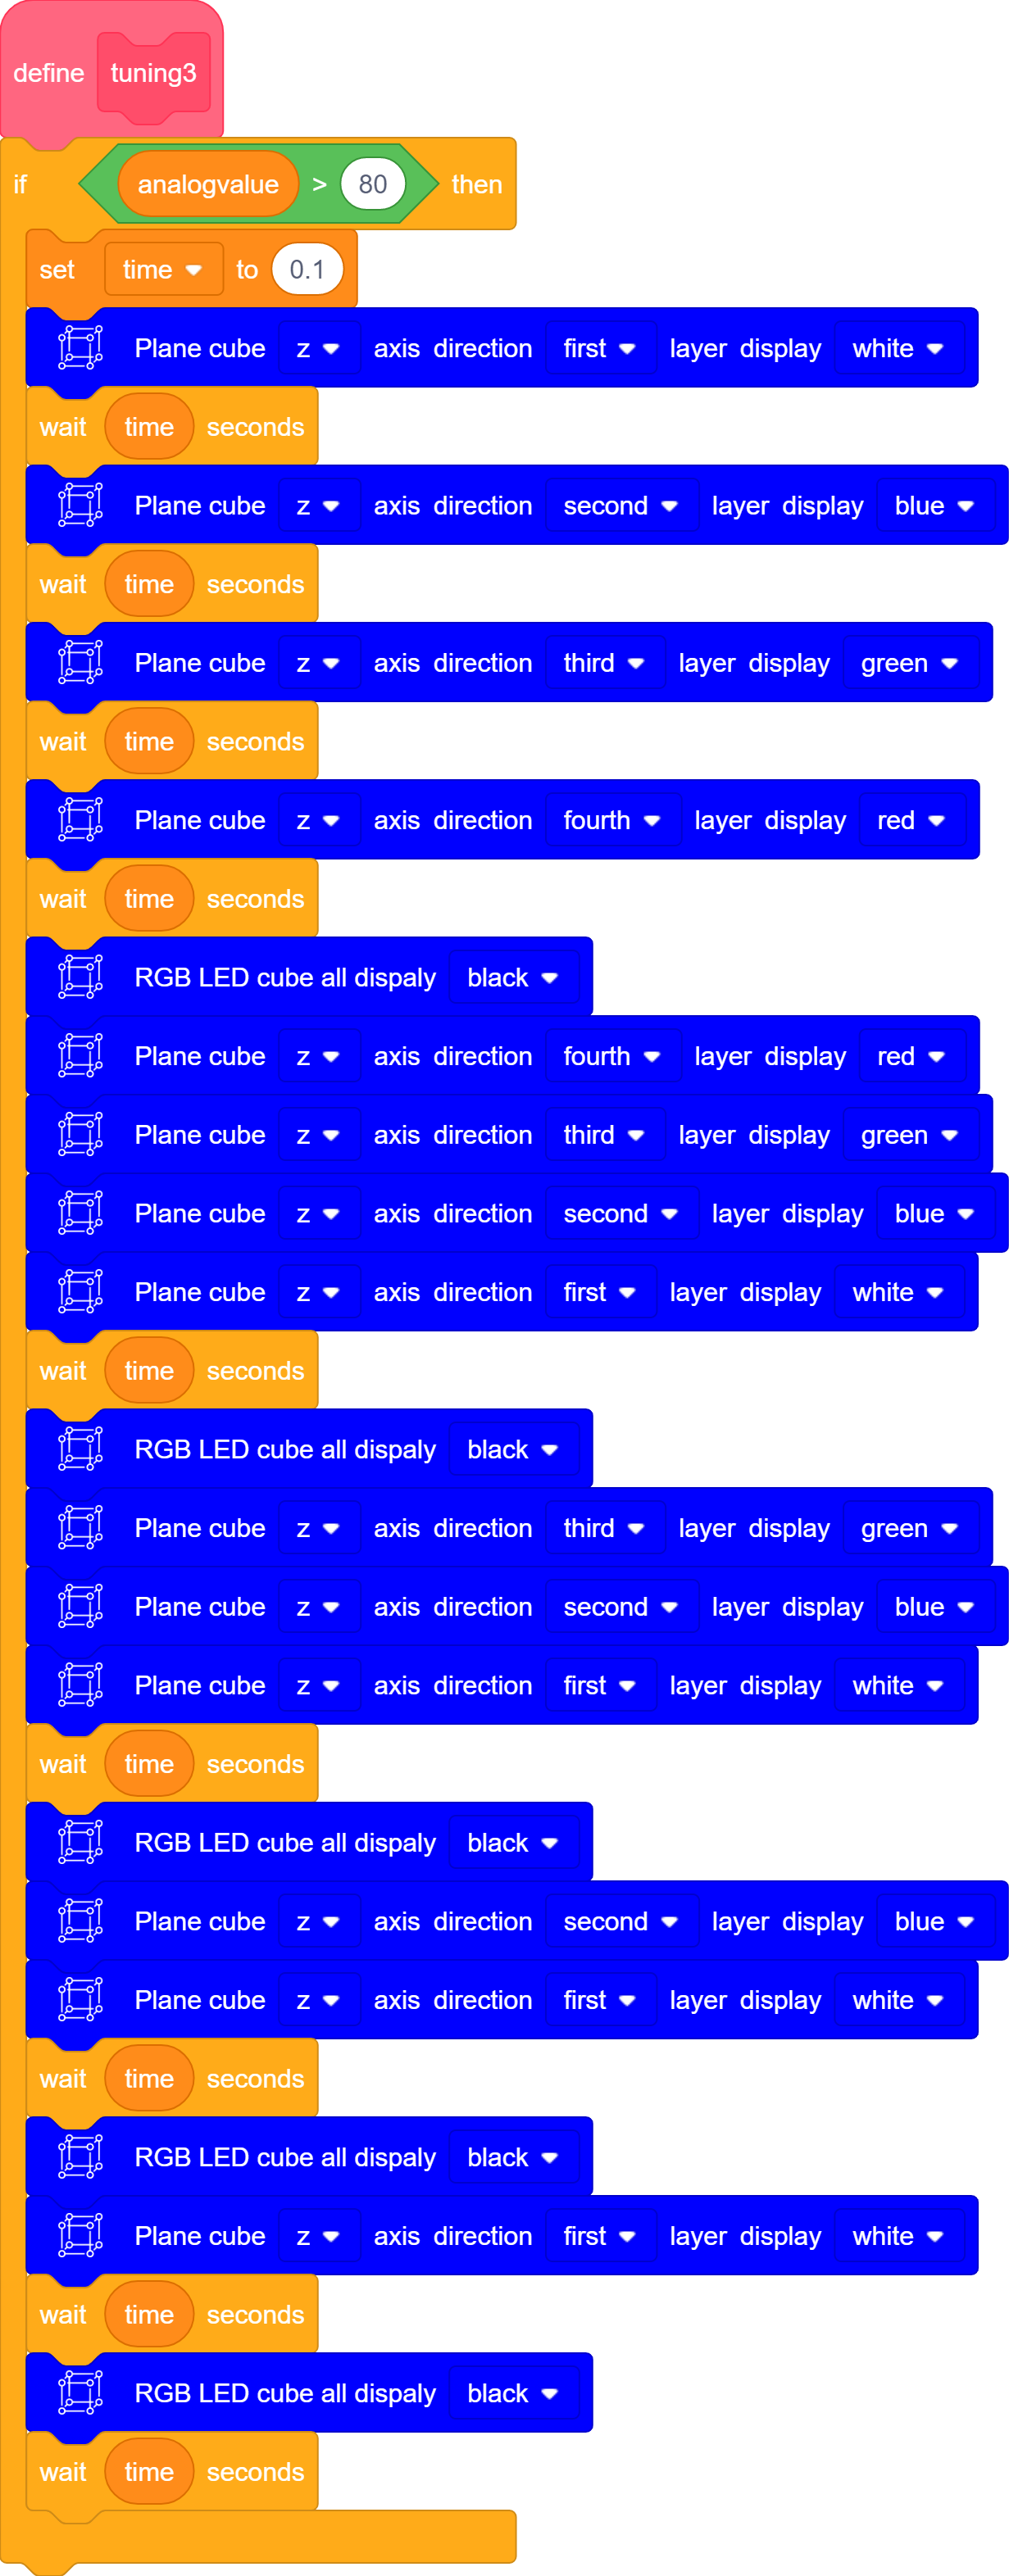 define tuning3
if analogvalue > 80 then
set time to 0.1
Plane cube z axis direction first layer display white
wait time seconds
Plane cube z axis direction second layer display blue
wait time seconds
Plane cube z axis direction third layer display green
wait time seconds
Plane cube z axis direction fourth layer display red
wait time seconds
RGB LED cube all dispaly black
Plane cube z axis direction fourth layer display red
Plane cube z axis direction third layer display green
Plane cube z axis direction second layer display blue
Plane cube z axis direction first layer display white
wait time seconds
RGB LED cube all dispaly black
Plane cube z axis direction third layer display green
Plane cube z axis direction second layer display blue
Plane cube z axis direction first layer display white
wait time seconds
RGB LED cube all dispaly black
Plane cube z axis direction second layer display blue
Plane cube z axis direction first layer display white
wait time seconds
RGB LED cube all dispaly black
Plane cube z axis direction first layer display white
wait time seconds
RGB LED cube all dispaly black
wait time seconds